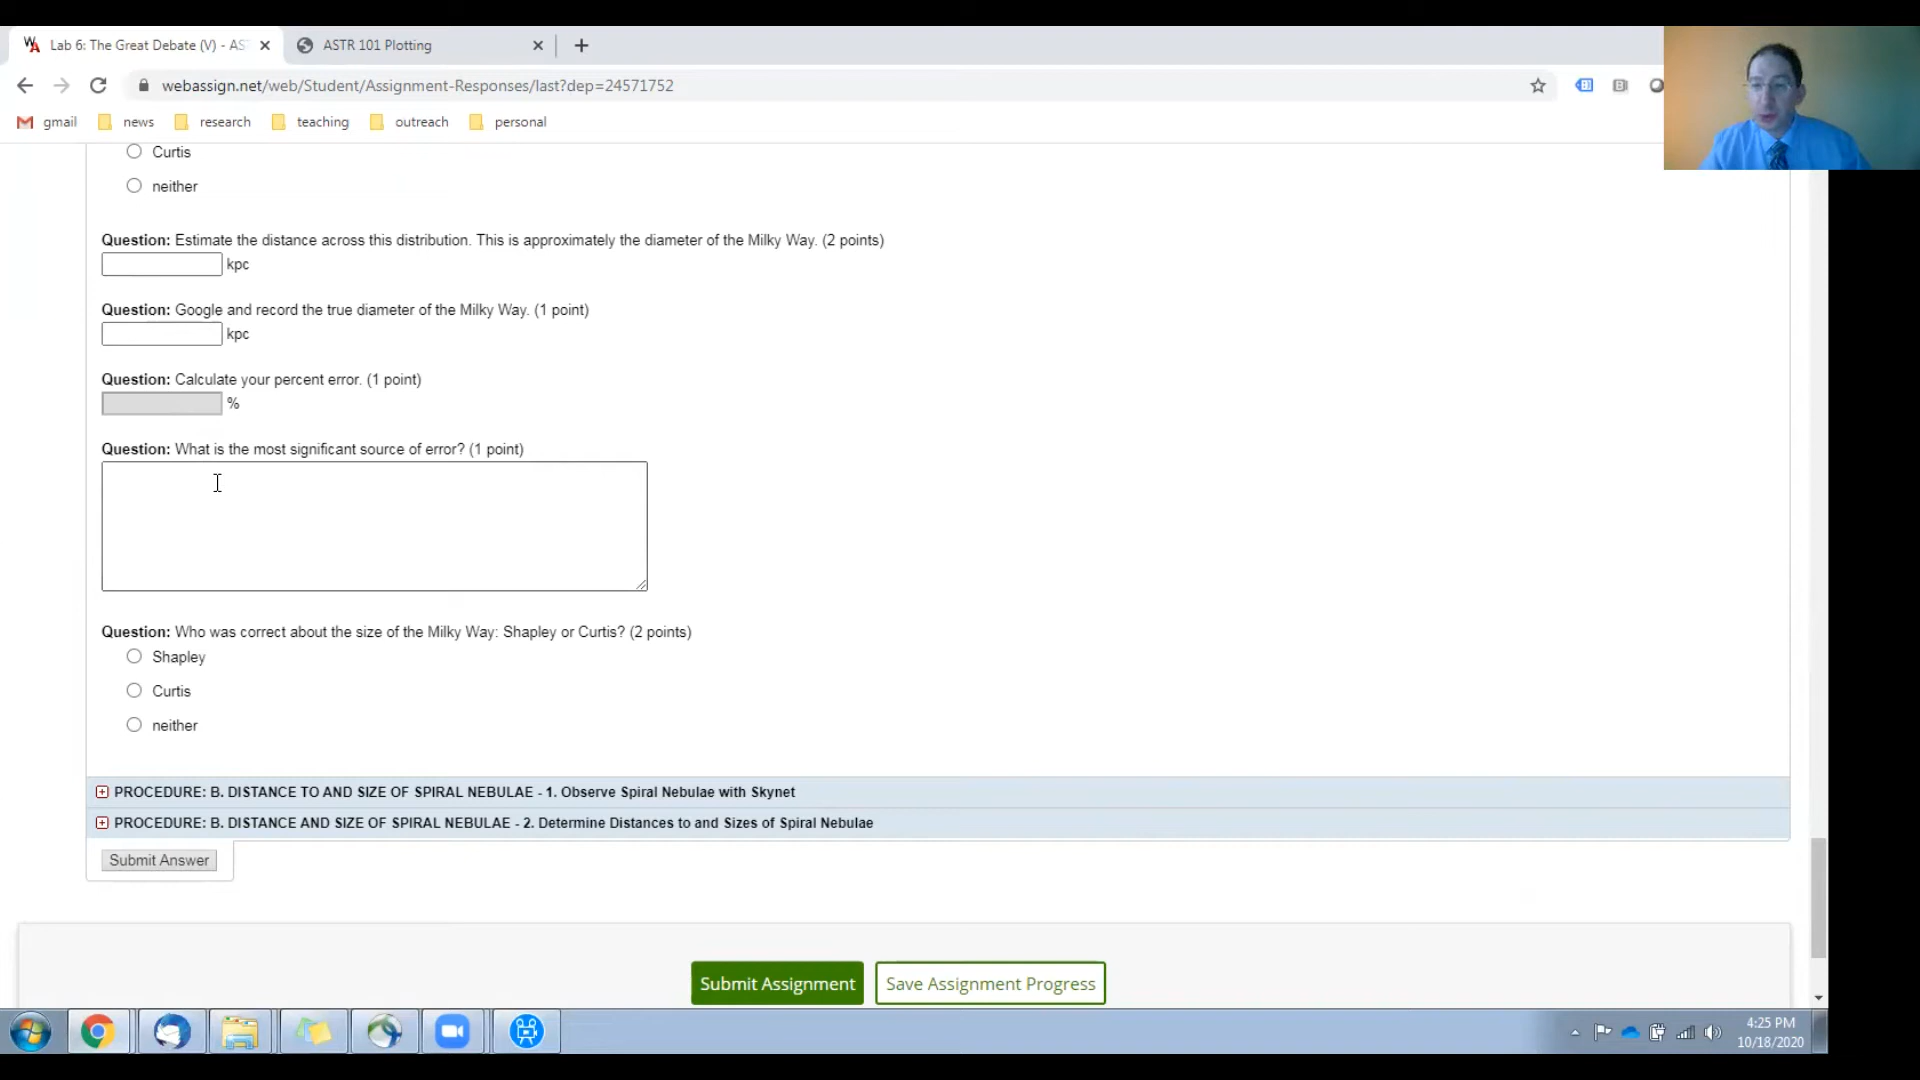 Lab 6: The Great Debate (V) - AS
ASTR 101 Plotting
webassign.net/web/Student/Assignment-Responses/last?dep=24571752
gmail
news
research
teaching
outreach
personal
Curtis
neither
Question: Estimate the distance across this distribution. This is approximately the diameter of the Milky Way. (2 points)
kpc
Question: Google and record the true diameter of the Milky Way. (1 point)
kpc
Question: Calculate your percent error. (1 point)
%
Question: What is the most significant source of error? (1 point)
Question: Who was correct about the size of the Milky Way: Shapley or Curtis? (2 points)
Shapley
Curtis
neither
PROCEDURE: B. DISTANCE TO AND SIZE OF SPIRAL NEBULAE - 1. Observe Spiral Nebulae with Skynet
PROCEDURE: B. DISTANCE AND SIZE OF SPIRAL NEBULAE - 2. Determine Distances to and Sizes of Spiral Nebulae
Submit Answer
Submit Assignment
Save Assignment Progress
4:25 PM
10/18/2020